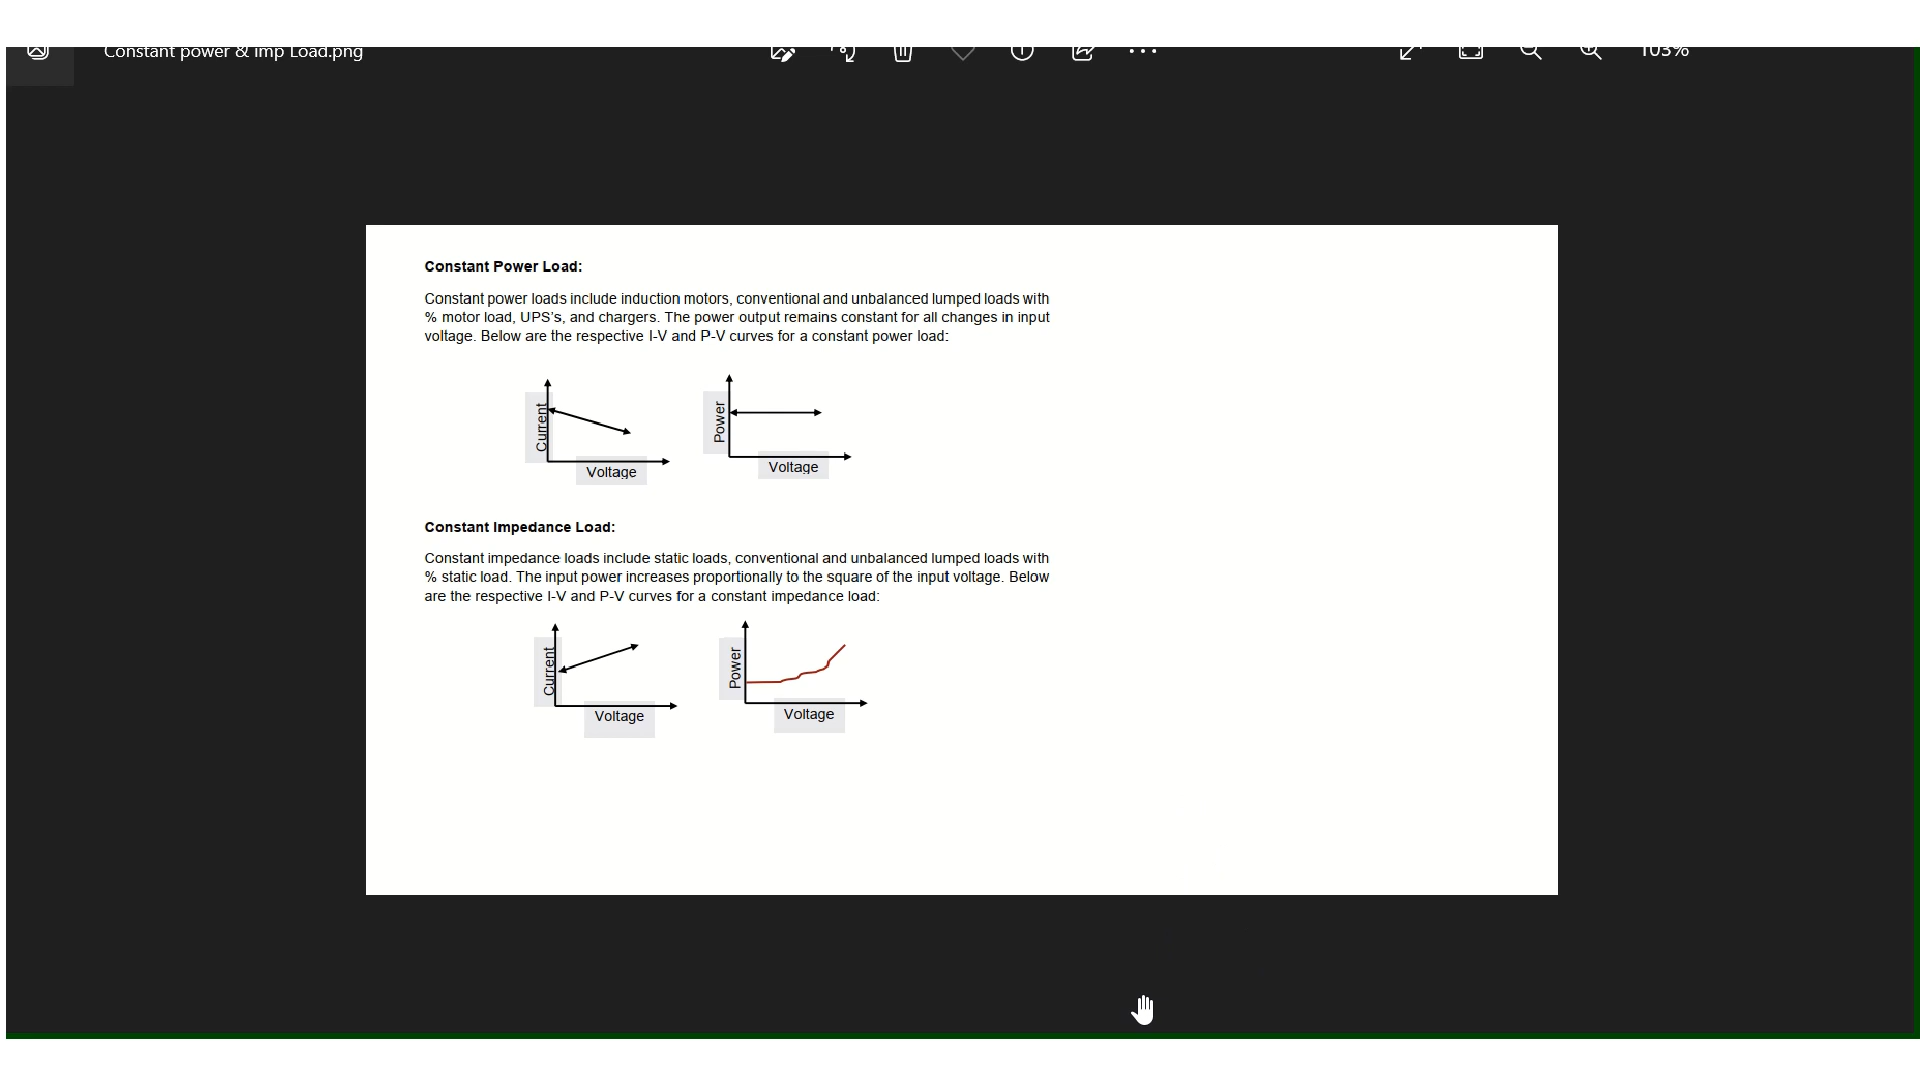 Constant power & imp Load.png
103%
Constant Power Load:
Constant power loads include induction motors, conventional and unbalanced lumped loads with
% motor load, UPS's, and chargers. The power output remains constant for all changes in input
voltage. Below are the respective I-V and P-V curves for a constant power load:
Current
Voltage
Power
Voltage
Constant Impedance Load:
Constant impedance loads include static loads, conventional and unbalanced lumped loads with
% static load. The input power increases proportionally to the square of the input voltage. Below
are the respective I-V and P-V curves for a constant impedance load:
Current
Voltage
Power
Voltage